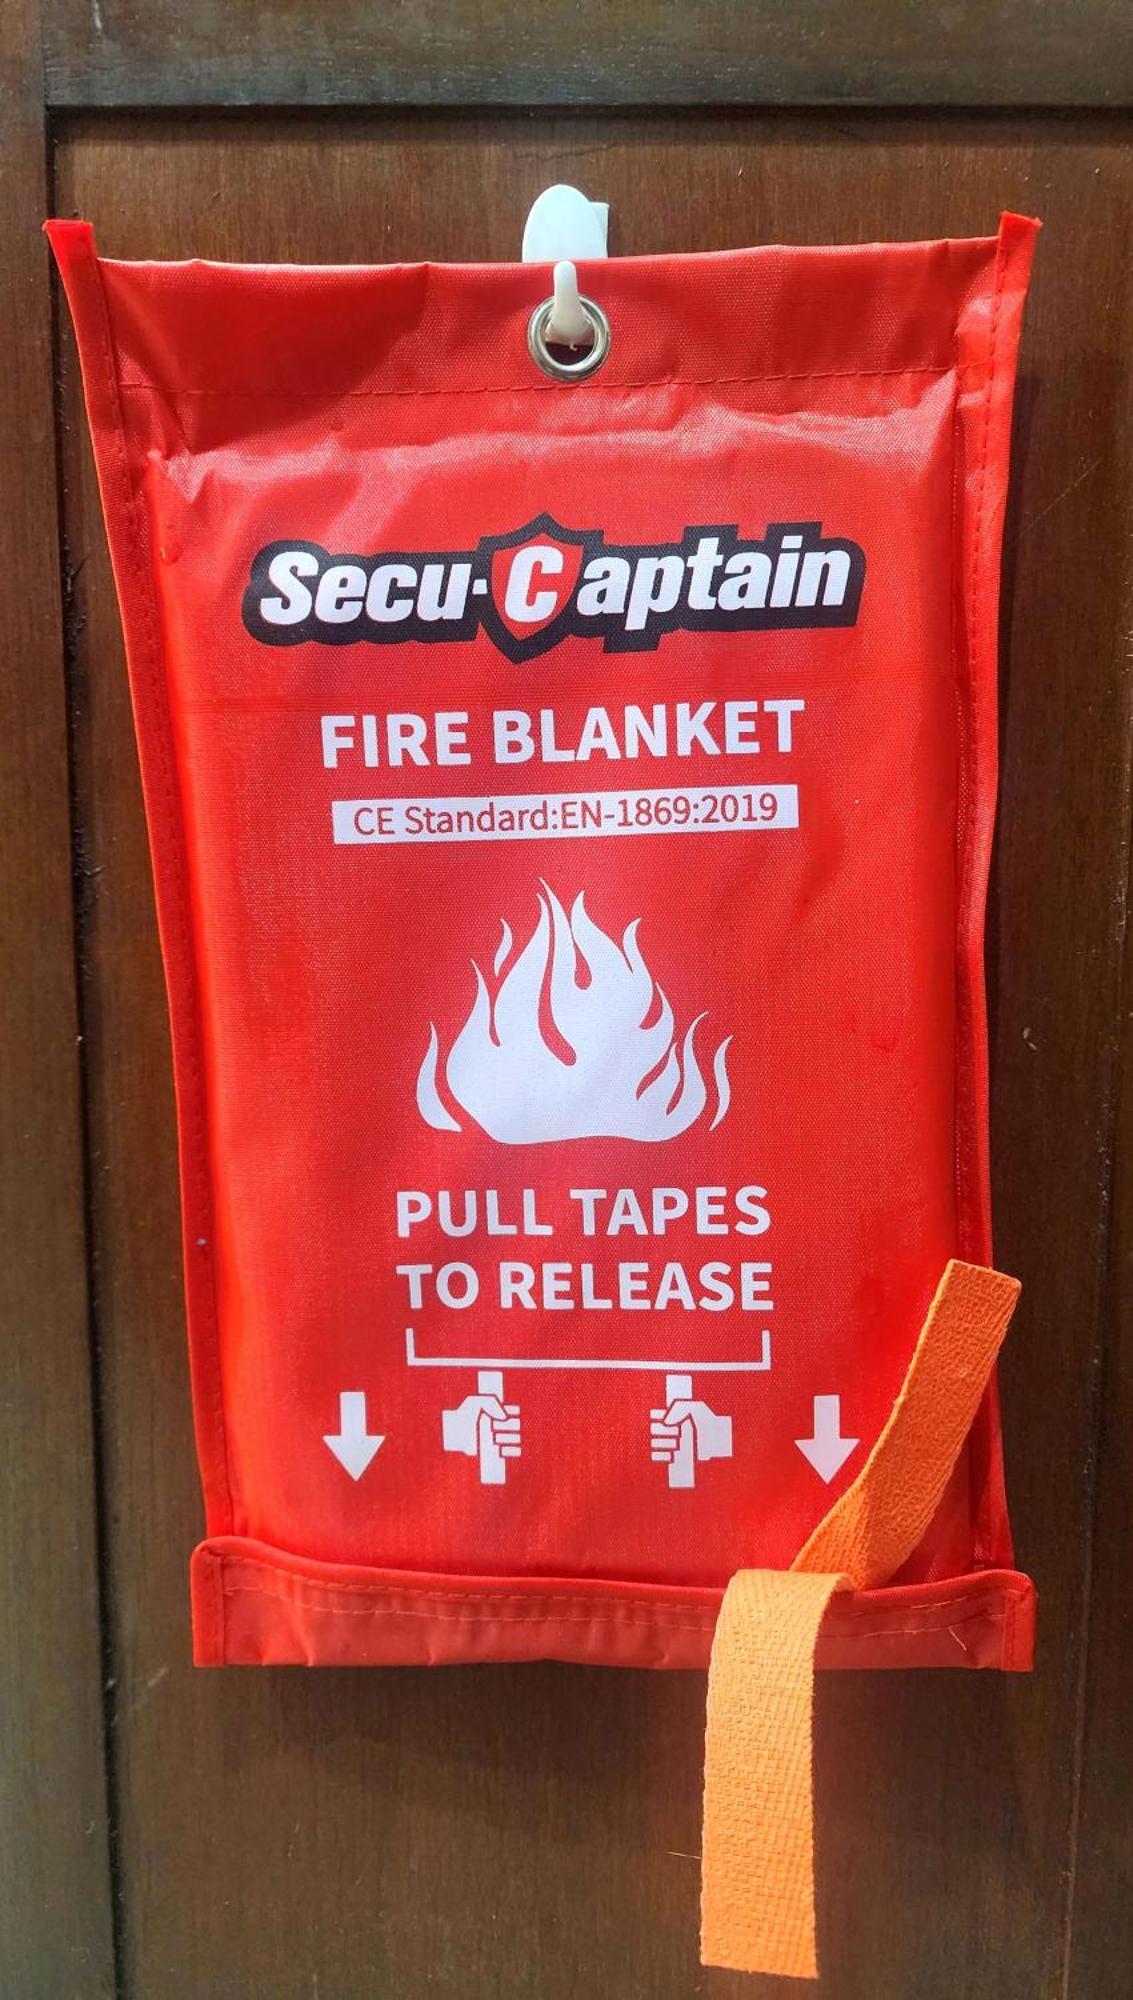 Secu·Captain
FIRE BLANKET
CE Standard:EN-1869:2019
PULL TAPES
TO RELEASE